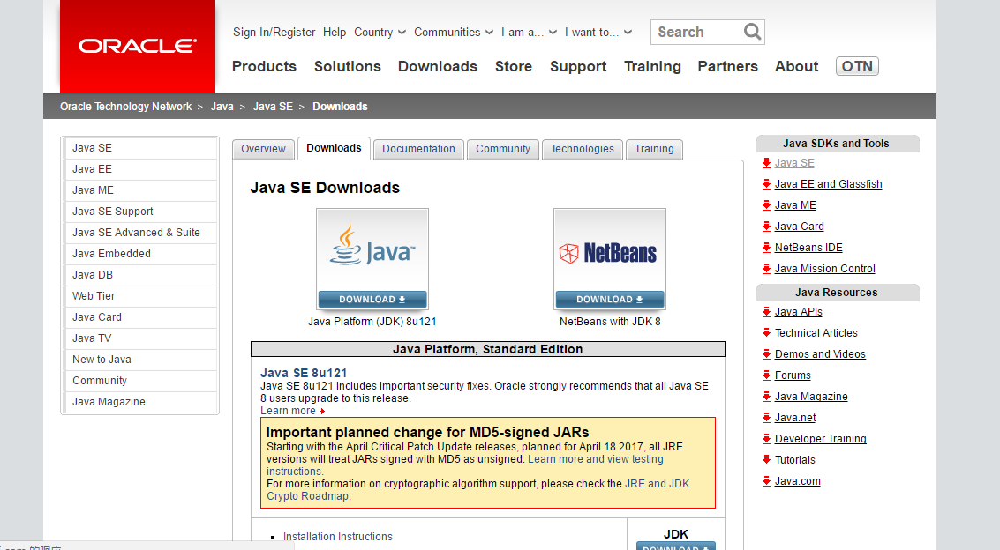 ORACLE
Sign In/Register Help Country Communities I am a... I want to... Search
Products Solutions Downloads Store Support Training Partners About OTN
Oracle Technology Network > Java > Java SE > Downloads
Java SE
Java EE
Java ME
Java SE Support
Java SE Advanced & Suite
Java Embedded
Java DB
Web Tier
Java Card
Java TV
New to Java
Community
Java Magazine
Overview Downloads Documentation Community Technologies Training
Java SE Downloads
Java™
DOWNLOAD
Java Platform (JDK) 8u121
NetBeans
DOWNLOAD
NetBeans with JDK 8
Java Platform, Standard Edition
Java SE 8u121
Java SE 8u121 includes important security fixes. Oracle strongly recommends that all Java SE
8 users upgrade to this release.
Learn more
Important planned change for MD5-signed JARs
Starting with the April Critical Patch Update releases, planned for April 18 2017, all JRE
versions will treat JARs signed with MD5 as unsigned. Learn more and view testing
instructions.
For more information on cryptographic algorithm support, please check the JRE and JDK
Crypto Roadmap.
Installation Instructions
JDK
DOWNLOAD
Java SDKs and Tools
Java SE
Java EE and Glassfish
Java ME
Java Card
NetBeans IDE
Java Mission Control
Java Resources
Java APIs
Technical Articles
Demos and Videos
Forums
Java Magazine
Java.net
Developer Training
Tutorials
Java.com